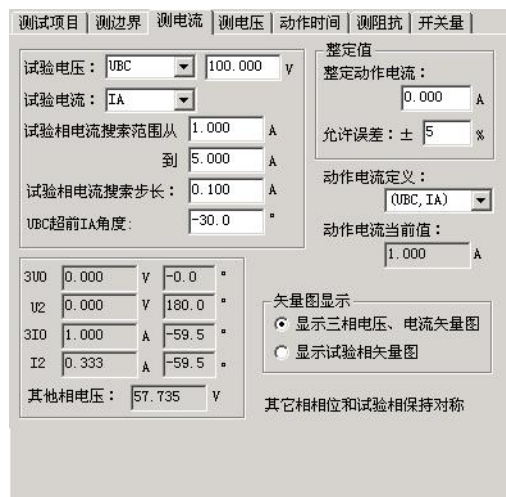 测试项目 测边界 测电流 测电压 动作时间 测阻抗 开关量
试验电压： UBC 100.000 V
试验电流： IA
试验相电流搜索范围从 1.000 A
到 5.000 A
试验相电流搜索步长： 0.100 A
UBC超前IA角度: -30.0 °
整定值
整定动作电流：
0.000 A
允许误差：± 5 %
动作电流定义：
(UBC,IA)
动作电流当前值：
1.000 A
3U0 0.000 V -0.0 °
U2 0.000 V 180.0 °
3I0 1.000 A -59.5 °
I2 0.333 A -59.5 °
其他相电压： 57.735 V
矢量图显示
显示三相电压、电流矢量图
显示试验相矢量图
其它相相位和试验相保持对称